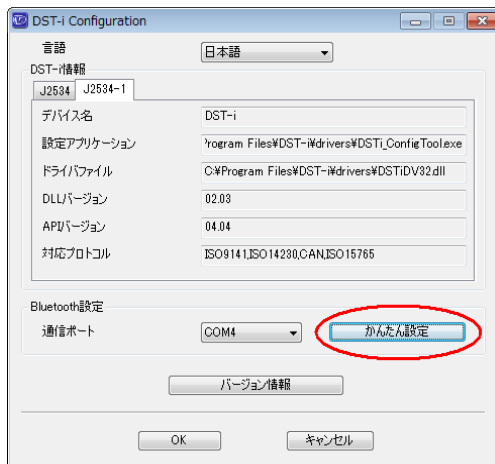 DST-i Configuration
言語 日本語
DST-i情報
J2534 J2534-1
デバイス名 DST-i
設定アプリケーション Program Files¥DST-i¥drivers¥DSTi_ConfigTool.exe
ドライバファイル C:¥Program Files¥DST-i¥drivers¥DSTiDV32.dll
DLLバージョン 02.03
APIバージョン 04.04
対応プロトコル ISO9141,ISO14230,CAN,ISO15765
Bluetooth設定
通信ポート COM4 かんたん設定
バージョン情報
OK キャンセル